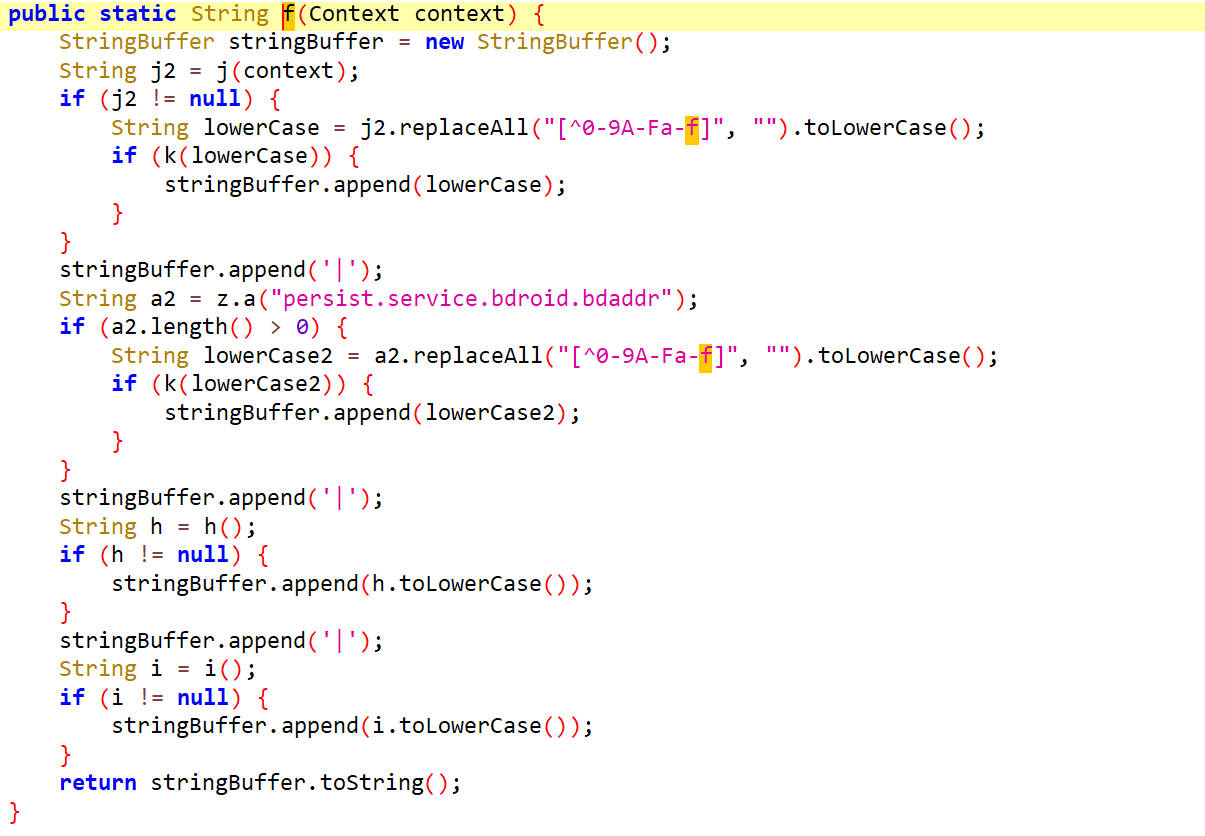 public static String f(Context context) {
    StringBuffer stringBuffer = new StringBuffer();
    String j2 = j(context);
    if (j2 != null) {
        String lowerCase = j2.replaceAll("[^0-9A-Fa-f]", "").toLowerCase();
        if (k(lowerCase)) {
            stringBuffer.append(lowerCase);
        }
    }
    stringBuffer.append('|');
    String a2 = z.a("persist.service.bdroid.bdaddr");
    if (a2.length() > 0) {
        String lowerCase2 = a2.replaceAll("[^0-9A-Fa-f]", "").toLowerCase();
        if (k(lowerCase2)) {
            stringBuffer.append(lowerCase2);
        }
    }
    stringBuffer.append('|');
    String h = h();
    if (h != null) {
        stringBuffer.append(h.toLowerCase());
    }
    stringBuffer.append('|');
    String i = i();
    if (i != null) {
        stringBuffer.append(i.toLowerCase());
    }
    return stringBuffer.toString();
}